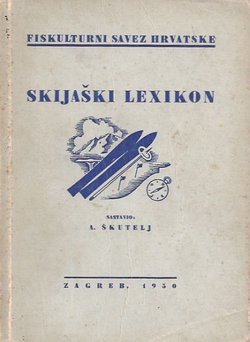 FISKULTURNI SAVEZ HRVATSKE
SKIJAŠKI LEXIKON
SASTAVIO:
A. ŠKUTELJ
ZAGREB, 1950